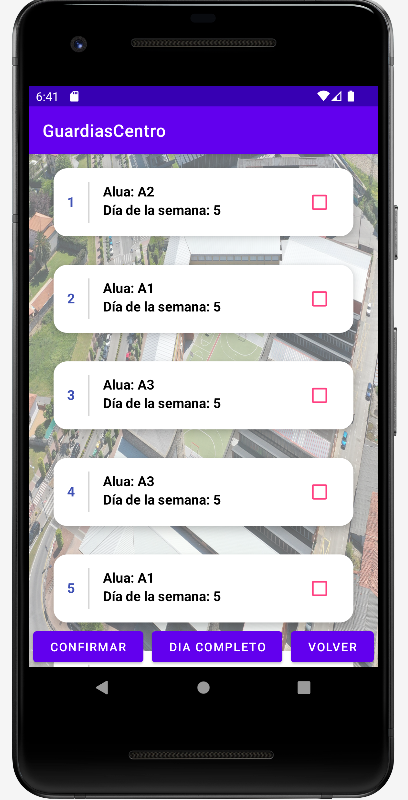 6:41
GuardiasCentro
1
Alua: A2
Día de la semana: 5
2
Alua: A1
Día de la semana: 5
3
Alua: A3
Día de la semana: 5
4
Alua: A3
Día de la semana: 5
5
Alua: A1
Día de la semana: 5
CONFIRMAR DIA COMPLETO VOLVER